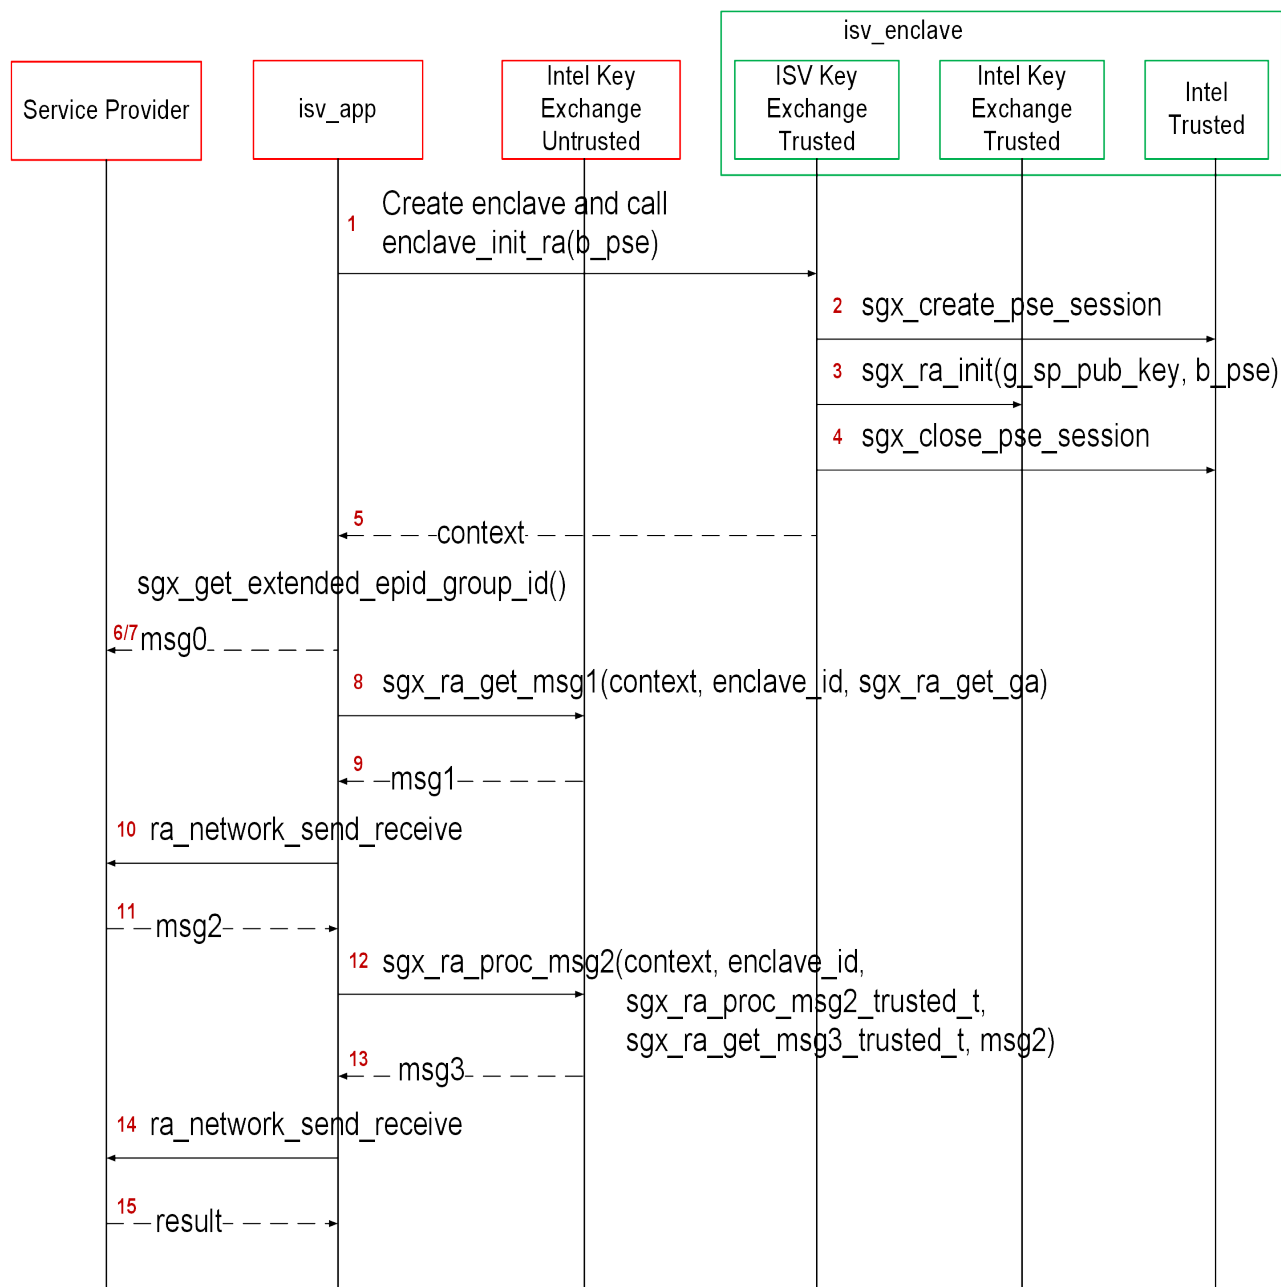 isv_enclave
Service Provider
isv_app
Intel Key
Exchange
Untrusted
ISV Key
Exchange
Trusted
Intel Key
Exchange
Trusted
Intel
Trusted
1 Create enclave and call
enclave_init_ra(b_pse)
2 sgx_create_pse_session
3 sgx_ra_init(g_sp_pub_key, b_pse)
4 sgx_close_pse_session
5 context
sgx_get_extended_epid_group_id()
6/7 msg0
8 sgx_ra_get_msg1(context, enclave_id, sgx_ra_get_ga)
9 msg1
10 ra_network_send_receive
11 msg2
12 sgx_ra_proc_msg2(context, enclave_id,
sgx_ra_proc_msg2_trusted_t,
sgx_ra_get_msg3_trusted_t, msg2)
13 msg3
14 ra_network_send_receive
15 result